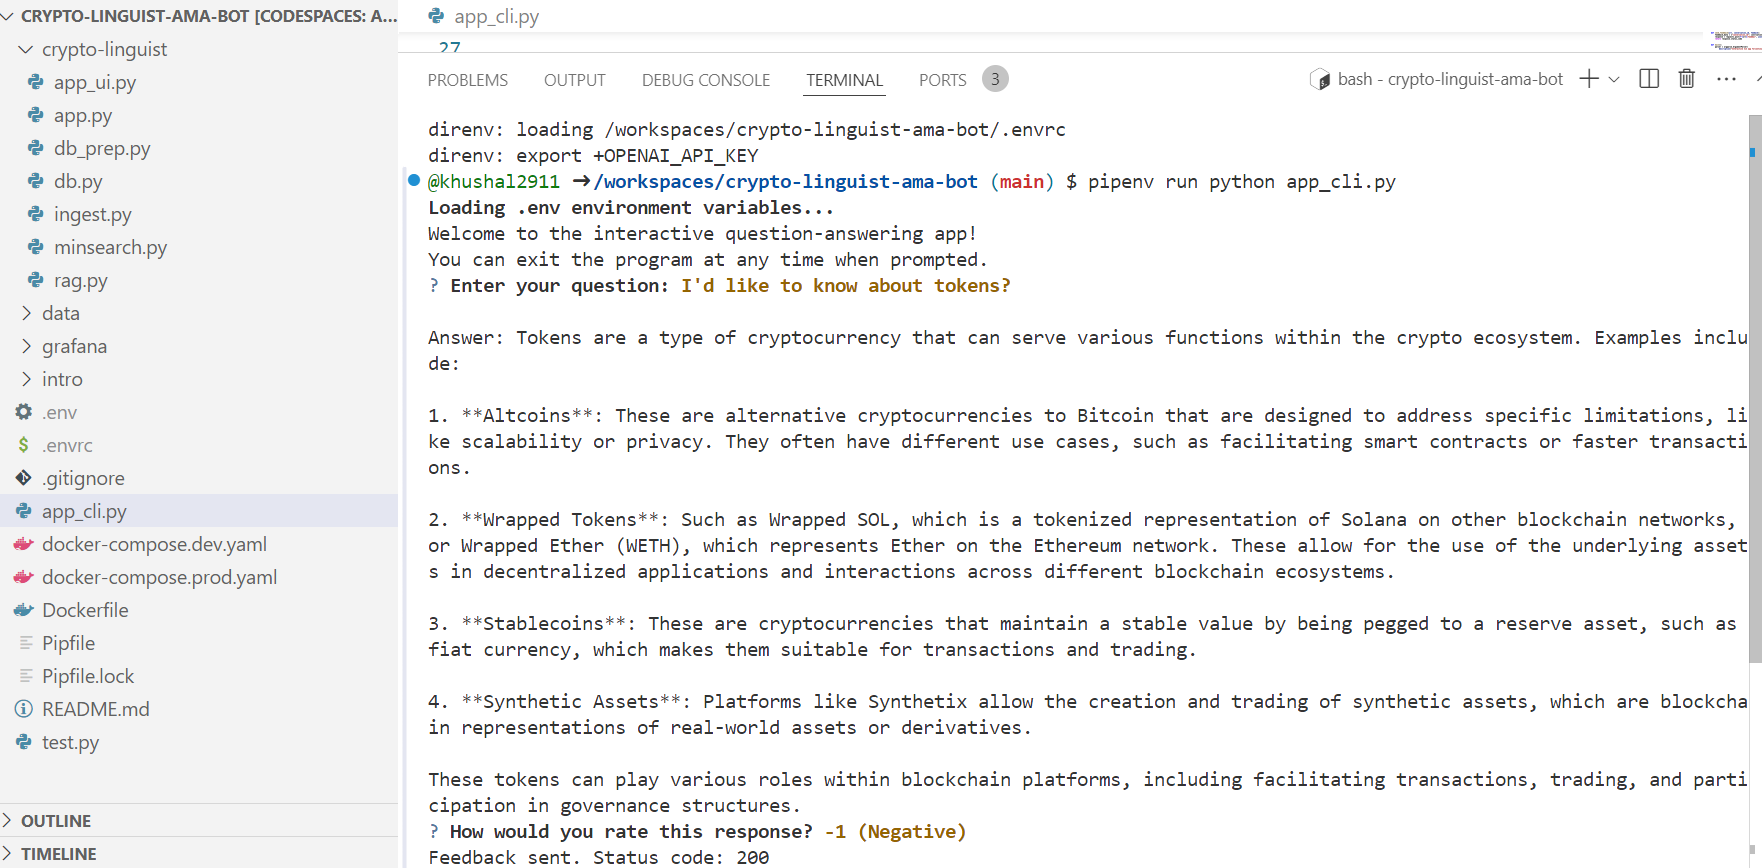 CRYPTO-LINGUIST-AMA-BOT [CODESPACES: A...
crypto-linguist
app_ui.py
app.py
db_prep.py
db.py
ingest.py
minsearch.py
rag.py
data
grafana
intro
.env
.envrc
.gitignore
app_cli.py
docker-compose.dev.yaml
docker-compose.prod.yaml
Dockerfile
Pipfile
Pipfile.lock
README.md
test.py
OUTLINE
TIMELINE
app_cli.py
27
PROBLEMS OUTPUT DEBUG CONSOLE TERMINAL PORTS 3 bash - crypto-linguist-ama-bot
direnv: loading /workspaces/crypto-linguist-ama-bot/.envrc
direnv: export +OPENAI_API_KEY
@khushal2911 →/workspaces/crypto-linguist-ama-bot (main) $ pipenv run python app_cli.py
Loading .env environment variables...
Welcome to the interactive question-answering app!
You can exit the program at any time when prompted.
? Enter your question: I'd like to know about tokens?
Answer: Tokens are a type of cryptocurrency that can serve various functions within the crypto ecosystem. Examples inclu
de:
1. **Altcoins**: These are alternative cryptocurrencies to Bitcoin that are designed to address specific limitations, li
ke scalability or privacy. They often have different use cases, such as facilitating smart contracts or faster transacti
ons.
2. **Wrapped Tokens**: Such as Wrapped SOL, which is a tokenized representation of Solana on other blockchain networks,
or Wrapped Ether (WETH), which represents Ether on the Ethereum network. These allow for the use of the underlying asset
s in decentralized applications and interactions across different blockchain ecosystems.
3. **Stablecoins**: These are cryptocurrencies that maintain a stable value by being pegged to a reserve asset, such as
fiat currency, which makes them suitable for transactions and trading.
4. **Synthetic Assets**: Platforms like Synthetix allow the creation and trading of synthetic assets, which are blockcha
in representations of real-world assets or derivatives.
These tokens can play various roles within blockchain platforms, including facilitating transactions, trading, and parti
cipation in governance structures.
? How would you rate this response? -1 (Negative)
Feedback sent. Status code: 200